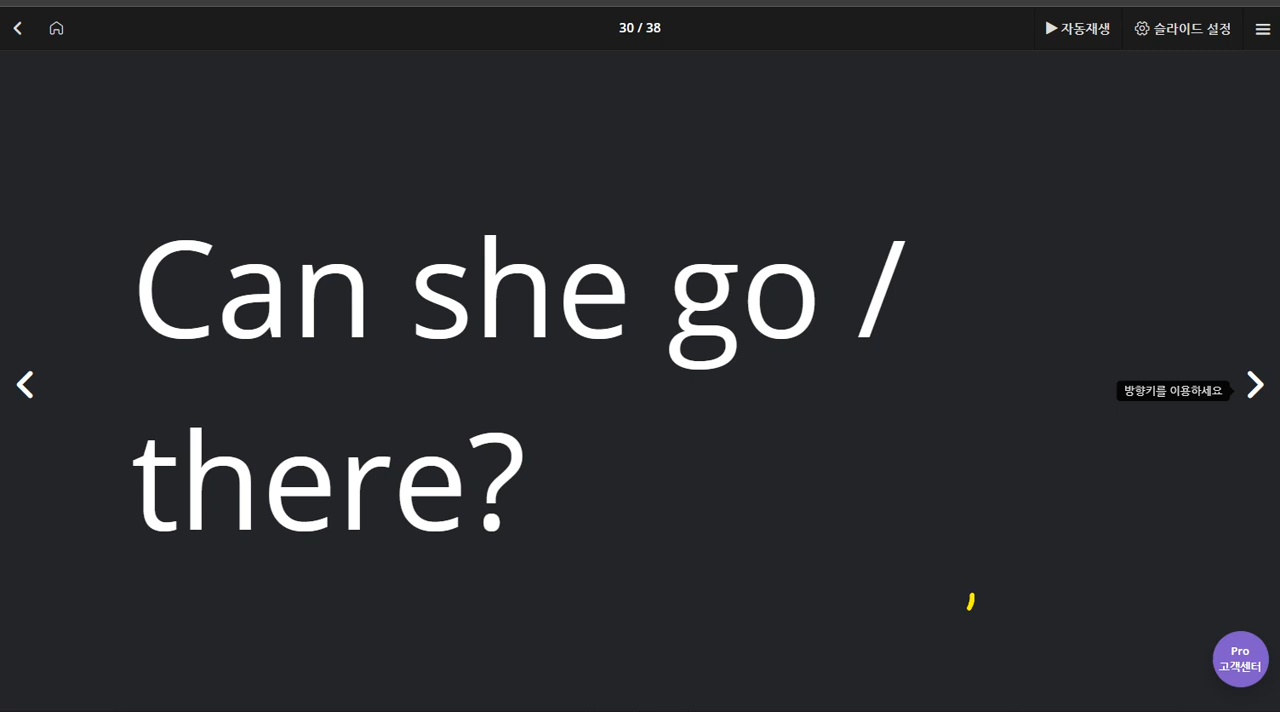 30 / 38
▶ 자동재생
슬라이드 설정
Can she go /
there?
방향키를 이용하세요
Pro
고객센터